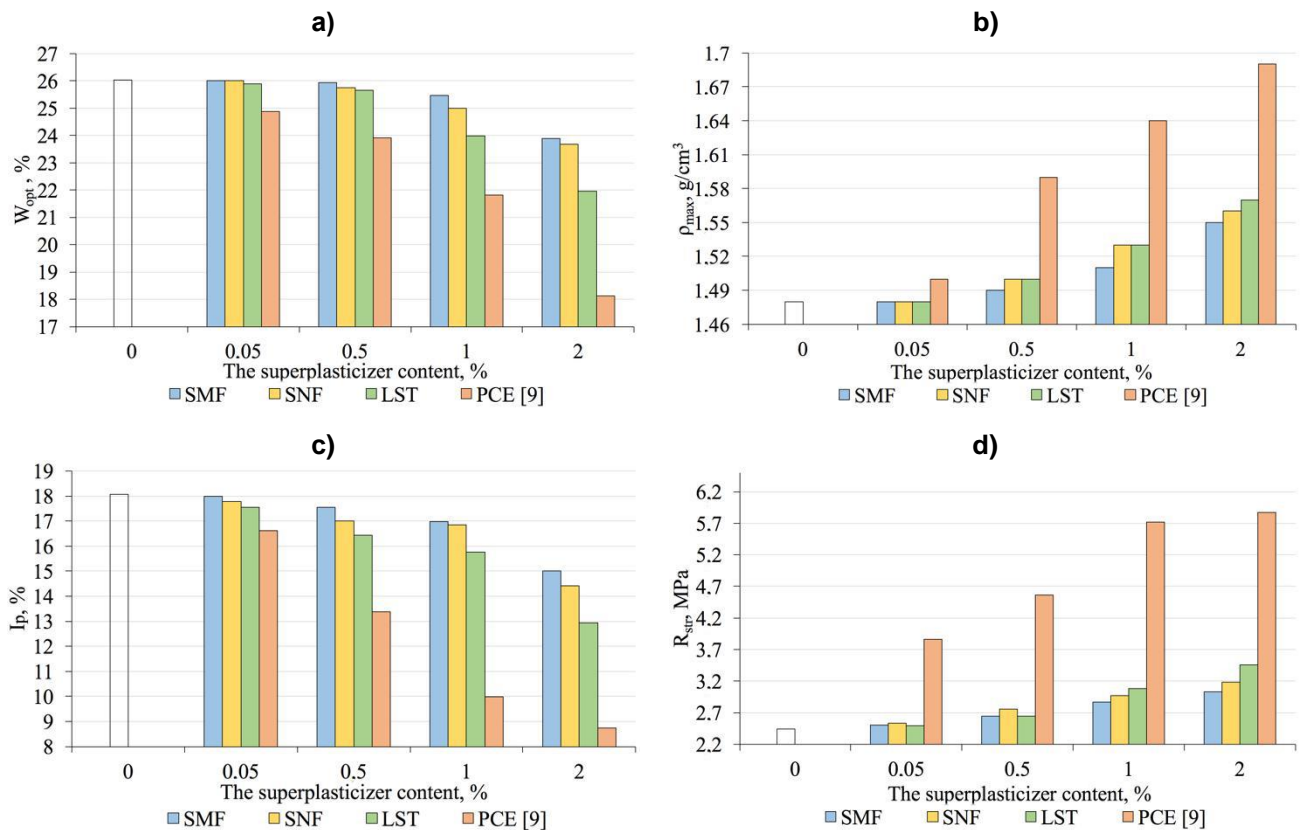 a)
27
26
25
24
23
22
21
20
19
18
17
W_opt , %
0 0.05 0.5 1 2
The superplasticizer content, %
SMF SNF LST PCE [9]
b)
1.7
1.67
1.64
1.61
1.58
1.55
1.52
1.49
1.46
ρ_max, g/cm³
0 0.05 0.5 1 2
The superplasticizer content, %
SMF SNF LST PCE [9]
c)
19
18
17
16
15
14
13
12
11
10
9
8
I_p, %
0 0.05 0.5 1 2
The superplasticizer content, %
SMF SNF LST PCE [9]
d)
6.2
5.7
5.2
4.7
4.2
3.7
3.2
2.7
2.2
R_str, MPa
0 0.05 0.5 1 2
The superplasticizer content, %
SMF SNF LST PCE [9]